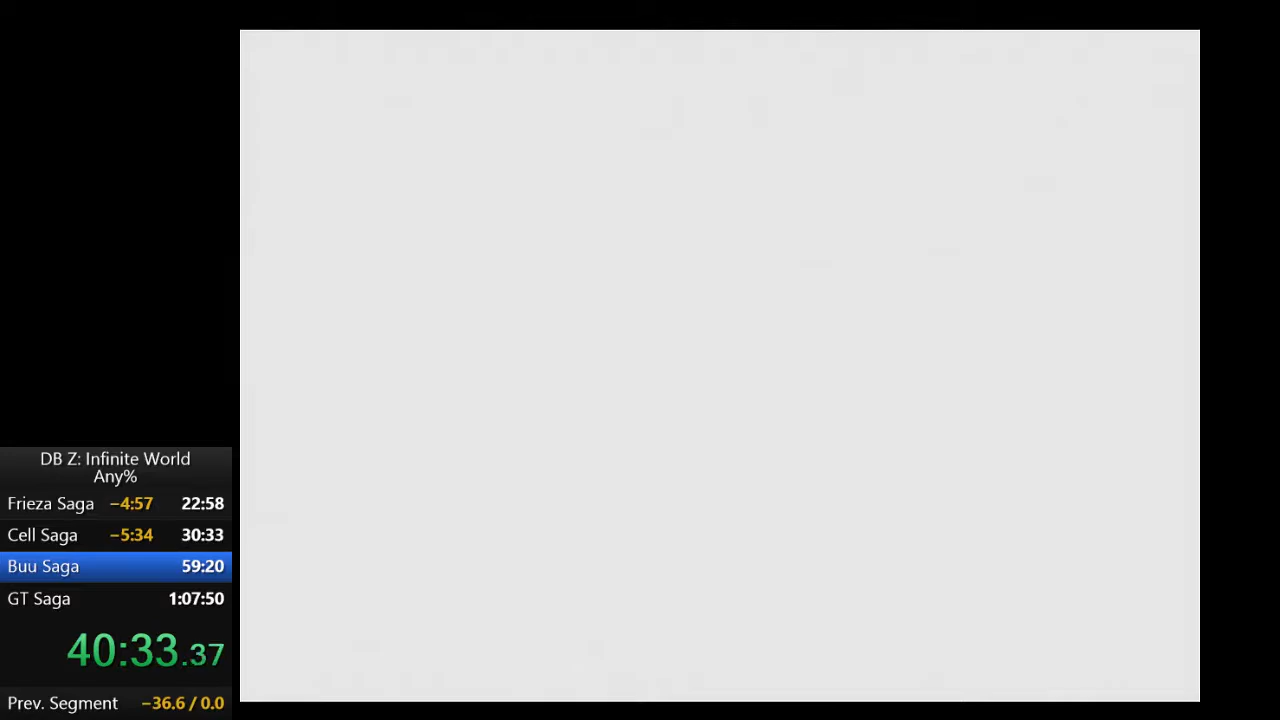 DB Z: Infinite World
Any%
Frieza Saga −4:57 22:58
Cell Saga −5:34 30:33
Buu Saga 59:20
GT Saga 1:07:50
40:33.37
Prev. Segment −36.6 / 0.0